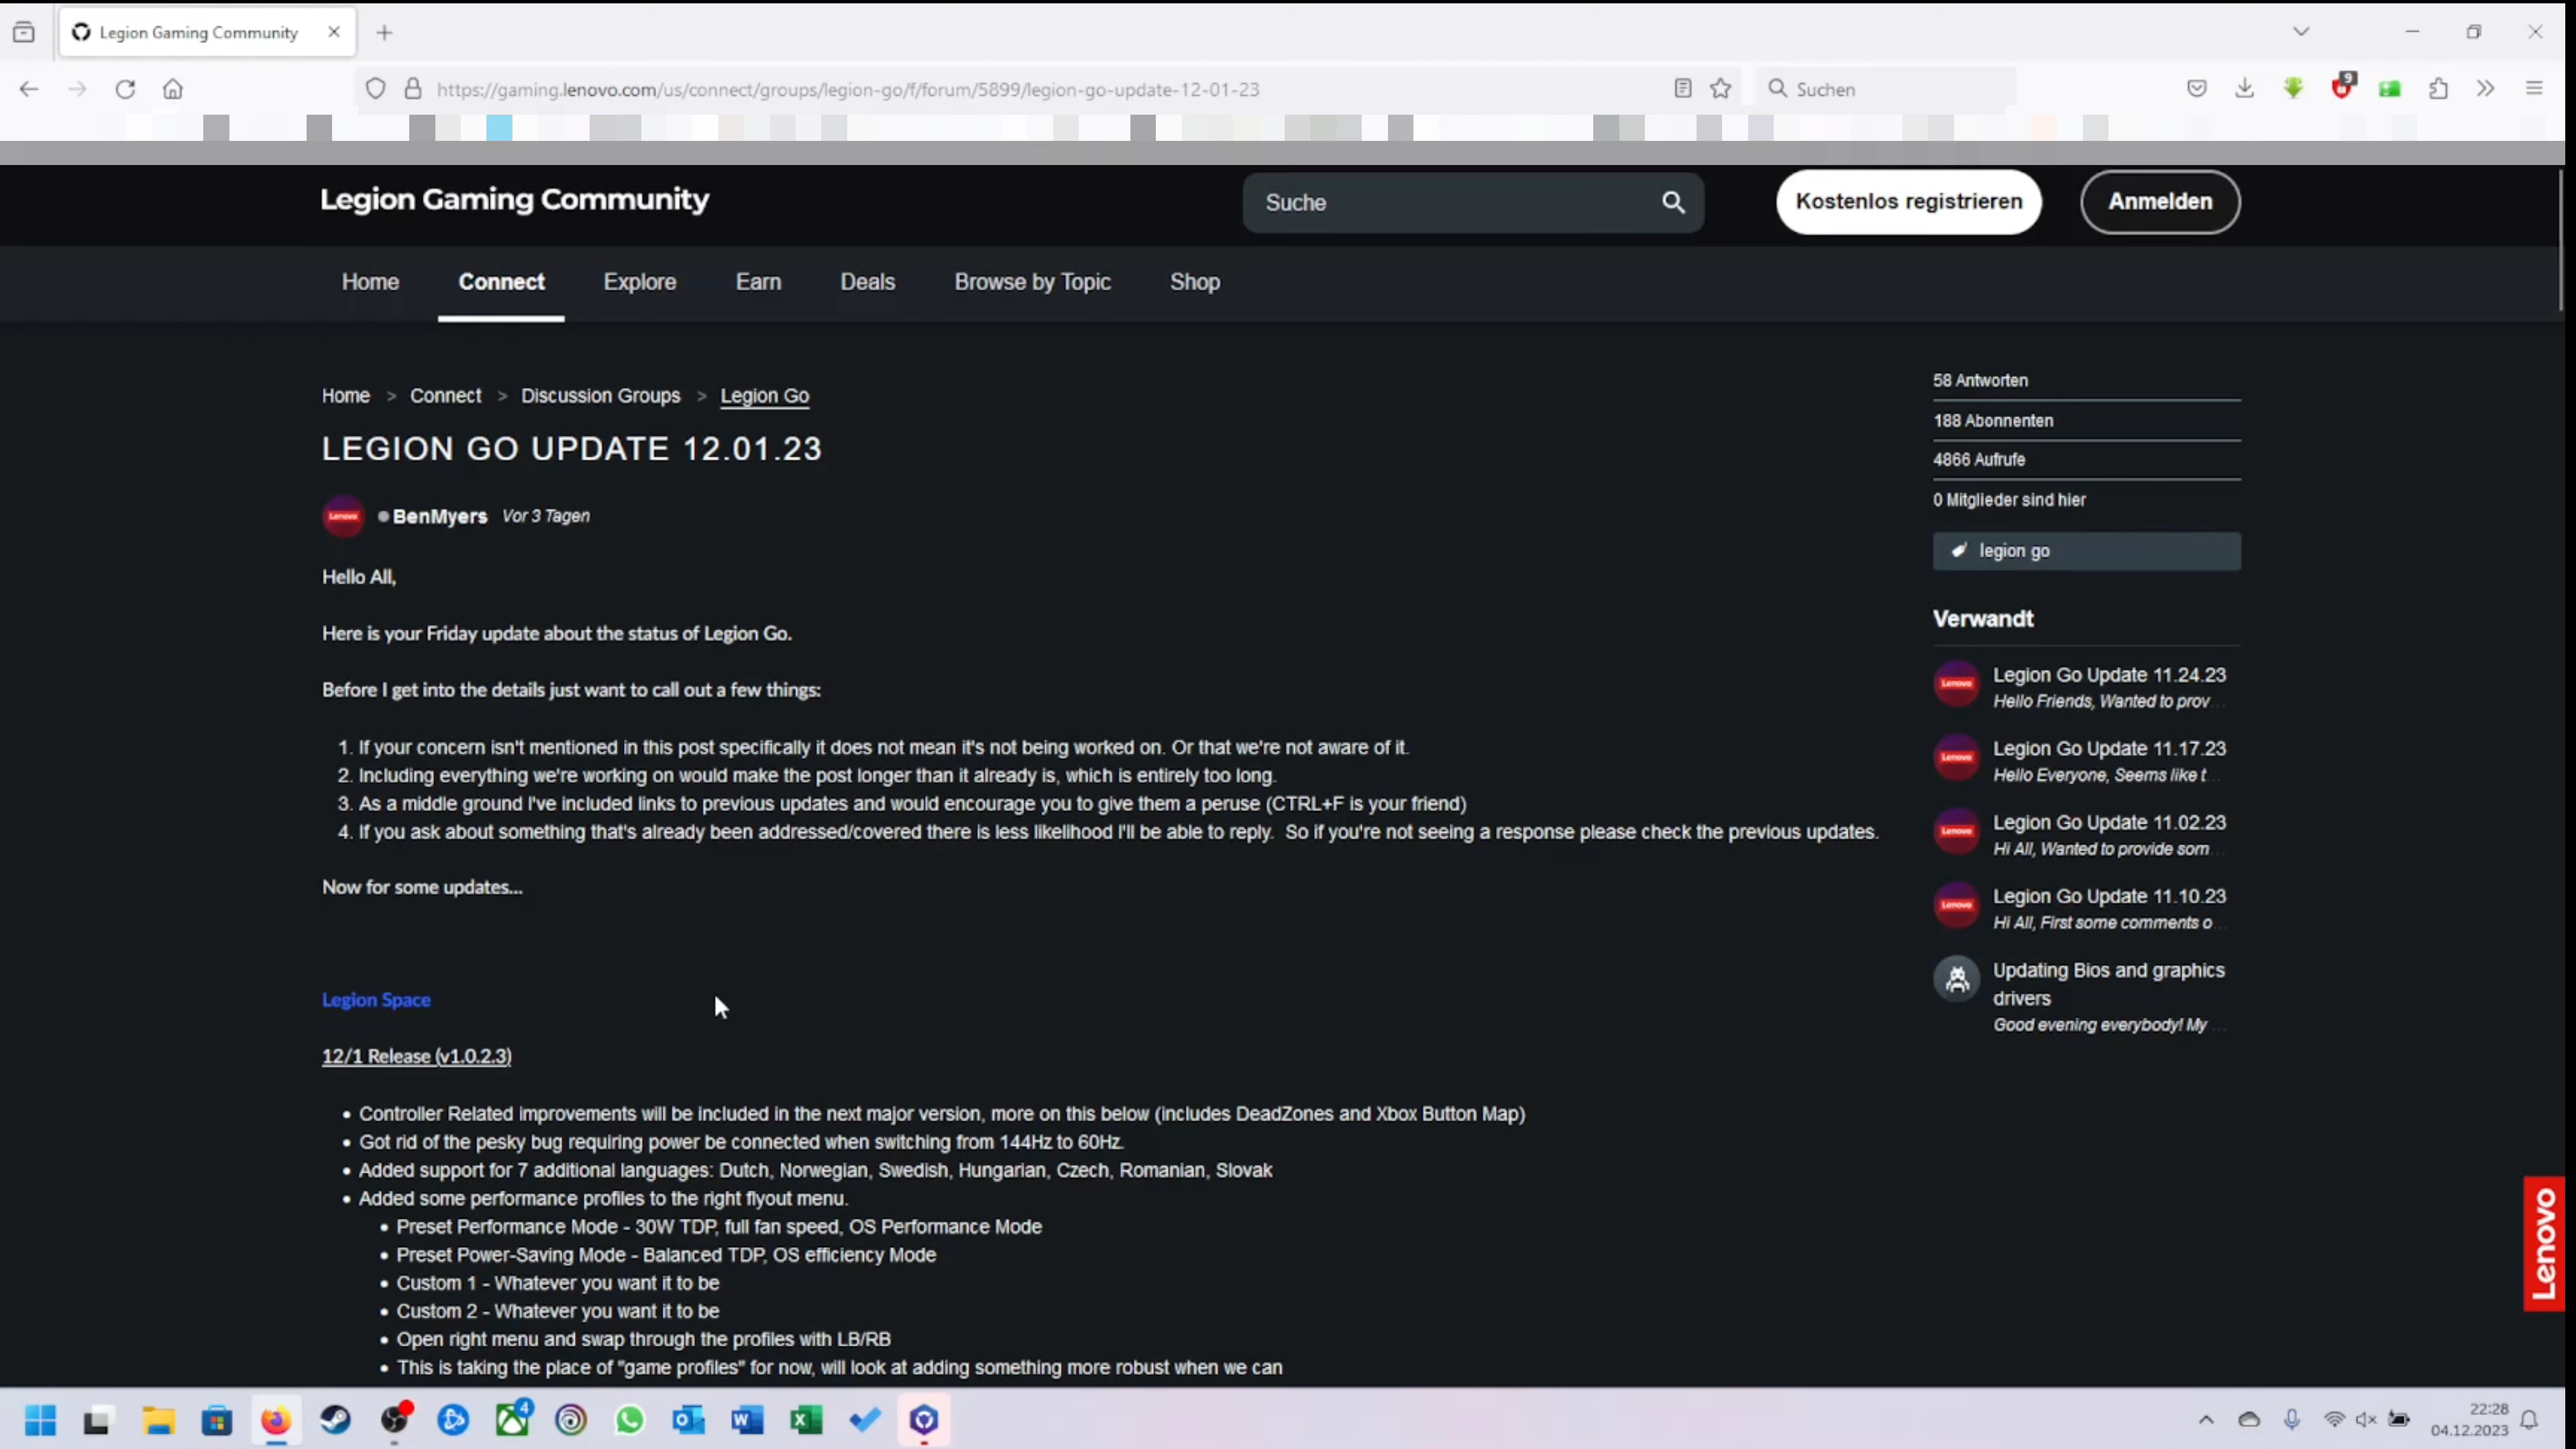 Legion Gaming Community
https://gaming.lenovo.com/us/connect/groups/legion-go/f/forum/5899/legion-go-update-12-01-23
Suchen
9
Legion Gaming Community
Suche
Kostenlos registrieren
Anmelden
Home
Connect
Explore
Earn
Deals
Browse by Topic
Shop
Home > Connect > Discussion Groups > Legion Go
LEGION GO UPDATE 12.01.23
Lenovo
BenMyers Vor 3 Tagen
Hello All,
Here is your Friday update about the status of Legion Go.
Before I get into the details just want to call out a few things:
1. If your concern isn't mentioned in this post specifically it does not mean it's not being worked on. Or that we're not aware of it.
2. Including everything we're working on would make the post longer than it already is, which is entirely too long.
3. As a middle ground I've included links to previous updates and would encourage you to give them a peruse (CTRL+F is your friend)
4. If you ask about something that's already been addressed/covered there is less likelihood I'll be able to reply. So if you're not seeing a response please check the previous updates.
Now for some updates...
Legion Space
12/1 Release (v1.0.2.3)
• Controller Related improvements will be included in the next major version, more on this below (includes DeadZones and Xbox Button Map)
• Got rid of the pesky bug requiring power be connected when switching from 144Hz to 60Hz.
• Added support for 7 additional languages: Dutch, Norwegian, Swedish, Hungarian, Czech, Romanian, Slovak
• Added some performance profiles to the right flyout menu.
• Preset Performance Mode - 30W TDP, full fan speed, OS Performance Mode
• Preset Power-Saving Mode - Balanced TDP, OS efficiency Mode
• Custom 1 - Whatever you want it to be
• Custom 2 - Whatever you want it to be
• Open right menu and swap through the profiles with LB/RB
• This is taking the place of "game profiles" for now, will look at adding something more robust when we can
58 Antworten
188 Abonnenten
4866 Aufrufe
0 Mitglieder sind hier
legion go
Verwandt
Lenovo
Legion Go Update 11.24.23
Hello Friends, Wanted to prov
Lenovo
Legion Go Update 11.17.23
Hello Everyone, Seems like t
Lenovo
Legion Go Update 11.02.23
Hi All, Wanted to provide som
Lenovo
Legion Go Update 11.10.23
Hi All, First some comments o
Updating Bios and graphics
drivers
Good evening everybody! My
Lenovo
4
22:28
04.12.2023